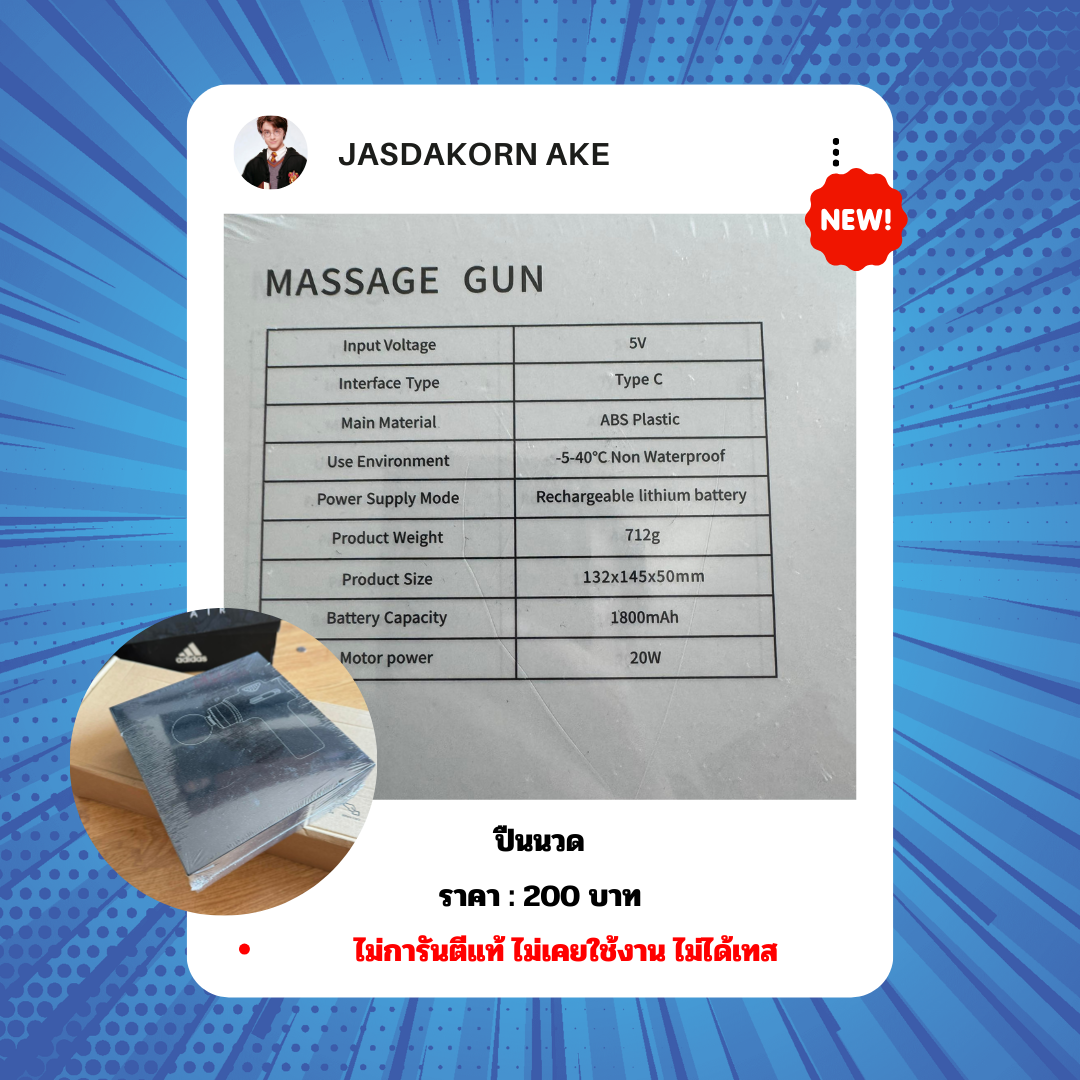 JASDAKORN AKE
NEW!
MASSAGE GUN
Input Voltage 5V
Interface Type Type C
Main Material ABS Plastic
Use Environment -5-40℃ Non Waterproof
Power Supply Mode Rechargeable lithium battery
Product Weight 712g
Product Size 132x145x50mm
Battery Capacity 1800mAh
Motor power 20W
adidas
ปืนนวด
ราคา : 200 บาท
• ไม่การันตีแท้ ไม่เคยใช้งาน ไม่ได้เทส